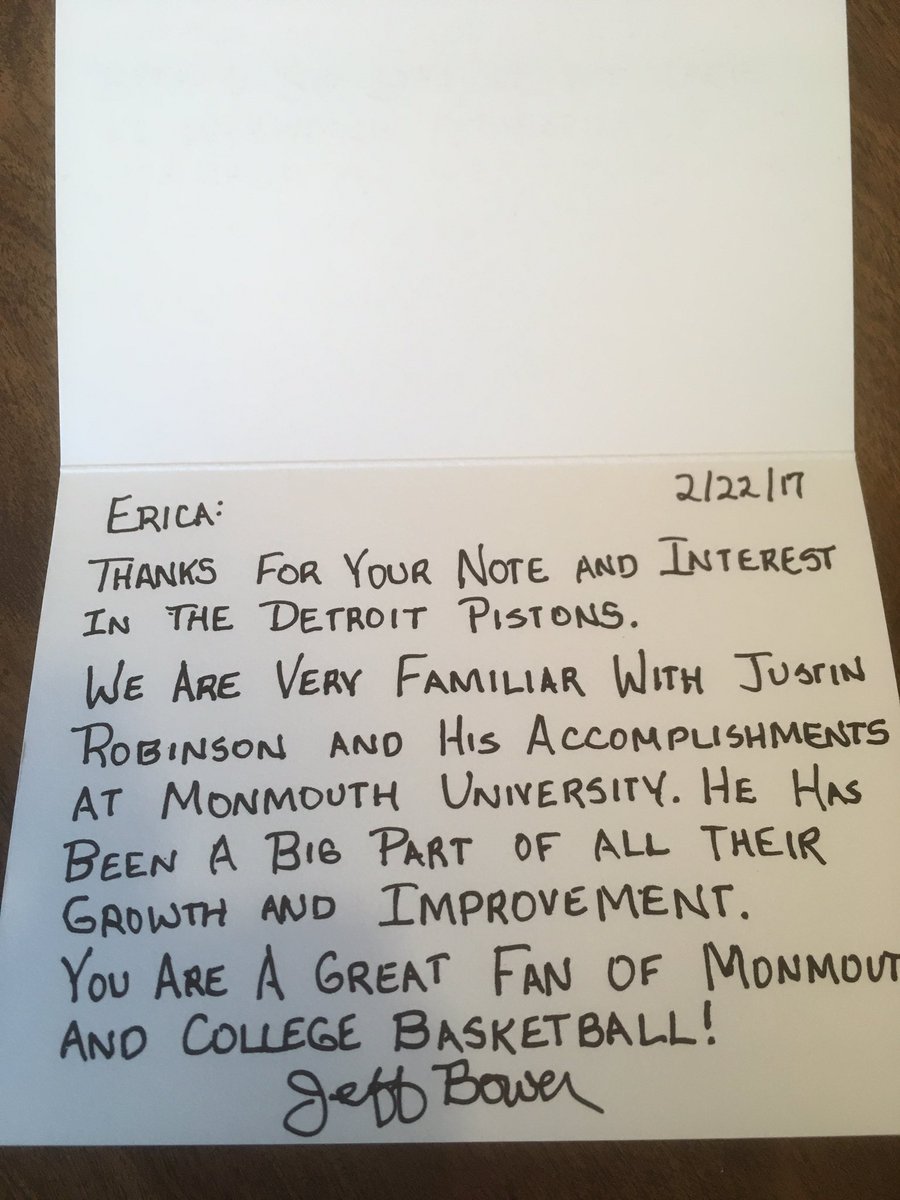 2/22/17
ERICA:
THANKS FOR YOUR NOTE AND INTEREST
IN THE DETROIT PISTONS.
WE ARE VERY FAMILIAR WITH JUSTIN
ROBINSON AND HIS ACCOMPLISHMENTS
AT MONMOUTH UNIVERSITY. HE HAS
BEEN A BIG PART OF ALL THEIR
GROWTH AND IMPROVEMENT.
YOU ARE A GREAT FAN OF MONMOUT
AND COLLEGE BASKETBALL!
Jeff Bower